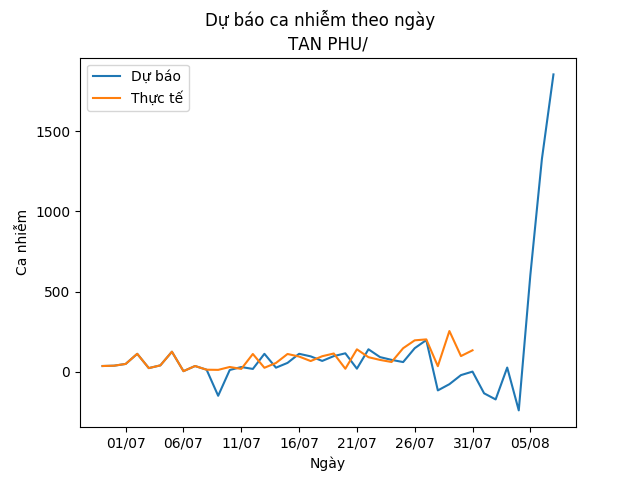 Dự báo ca nhiễm theo ngày
TAN PHU/
Dự báo
Thực tế
Ca nhiễm
1500
1000
500
0
01/07 06/07 11/07 16/07 21/07 26/07 31/07 05/08
Ngày